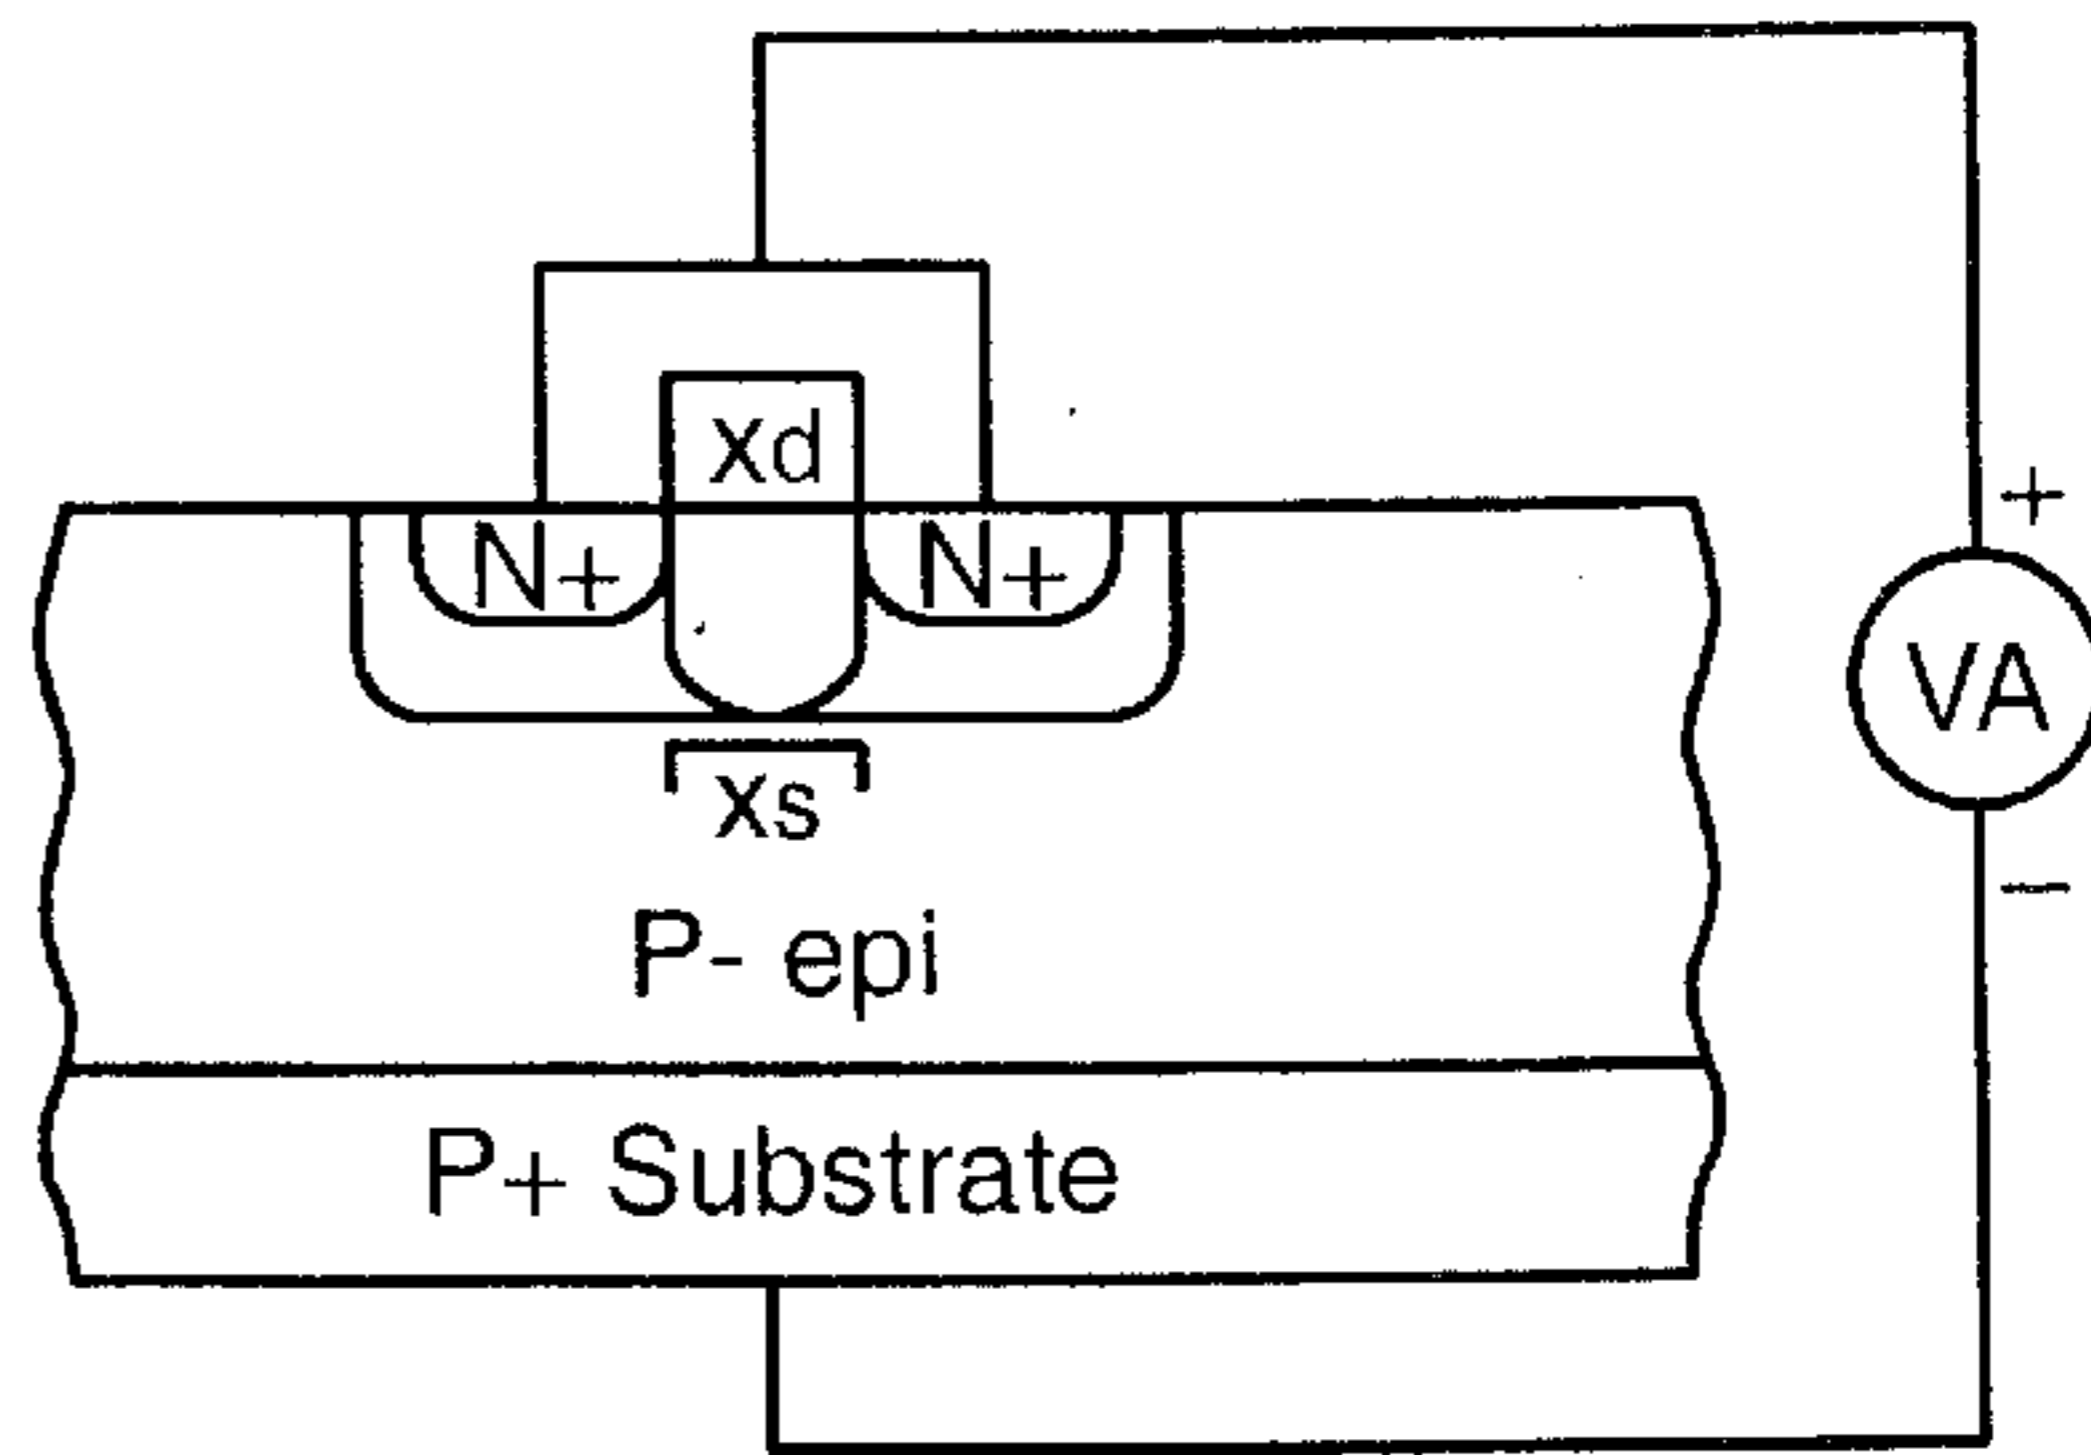 xd
N+ N+
+
VA
xs
−
P- epi
P+ Substrate